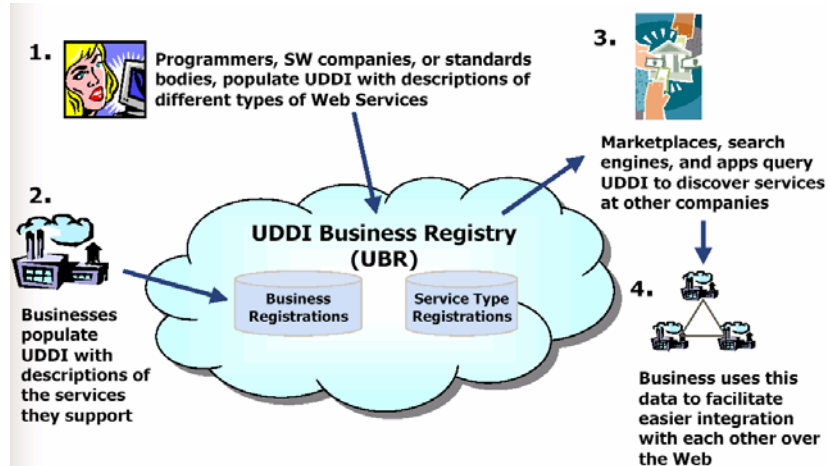 1.
Programmers, SW companies, or standards
bodies, populate UDDI with descriptions of
different types of Web Services
2.
Businesses
populate
UDDI with
descriptions of
the services
they support
UDDI Business Registry
(UBR)
Business
Registrations
Service Type
Registrations
3.
Marketplaces, search
engines, and apps query
UDDI to discover services
at other companies
4.
Business uses this
data to facilitate
easier integration
with each other over
the Web